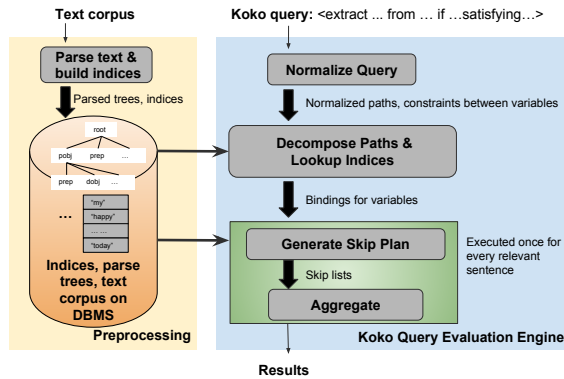 Text corpus
Parse text &
build indices
Parsed trees, indices
root
pobj prep ...
prep dobj ...
...
"my"
"happy"
... ...
"today"
Indices, parse
trees, text
corpus on
DBMS
Preprocessing
Koko query: <extract ... from ... if ...satisfying...>
Normalize Query
Normalized paths, constraints between variables
Decompose Paths &
Lookup Indices
Bindings for variables
Generate Skip Plan
Skip lists
Aggregate
Executed once for
every relevant
sentence
Koko Query Evaluation Engine
Results